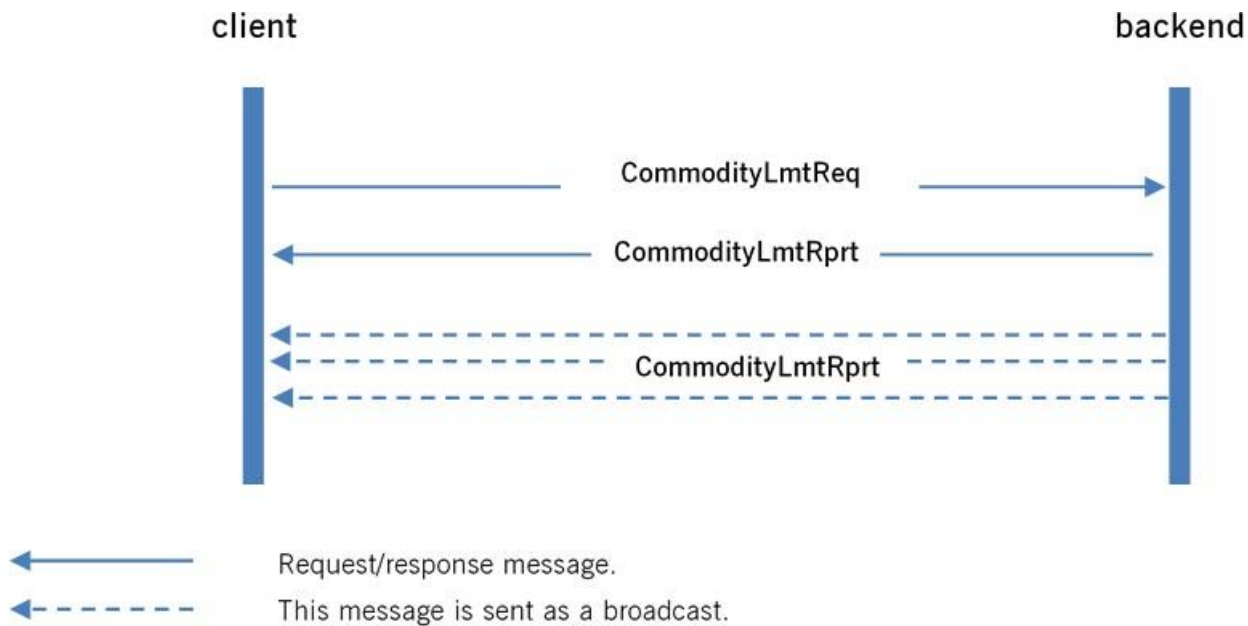 client
backend
CommodityLmtReq
CommodityLmtRprt
CommodityLmtRprt
Request/response message.
This message is sent as a broadcast.